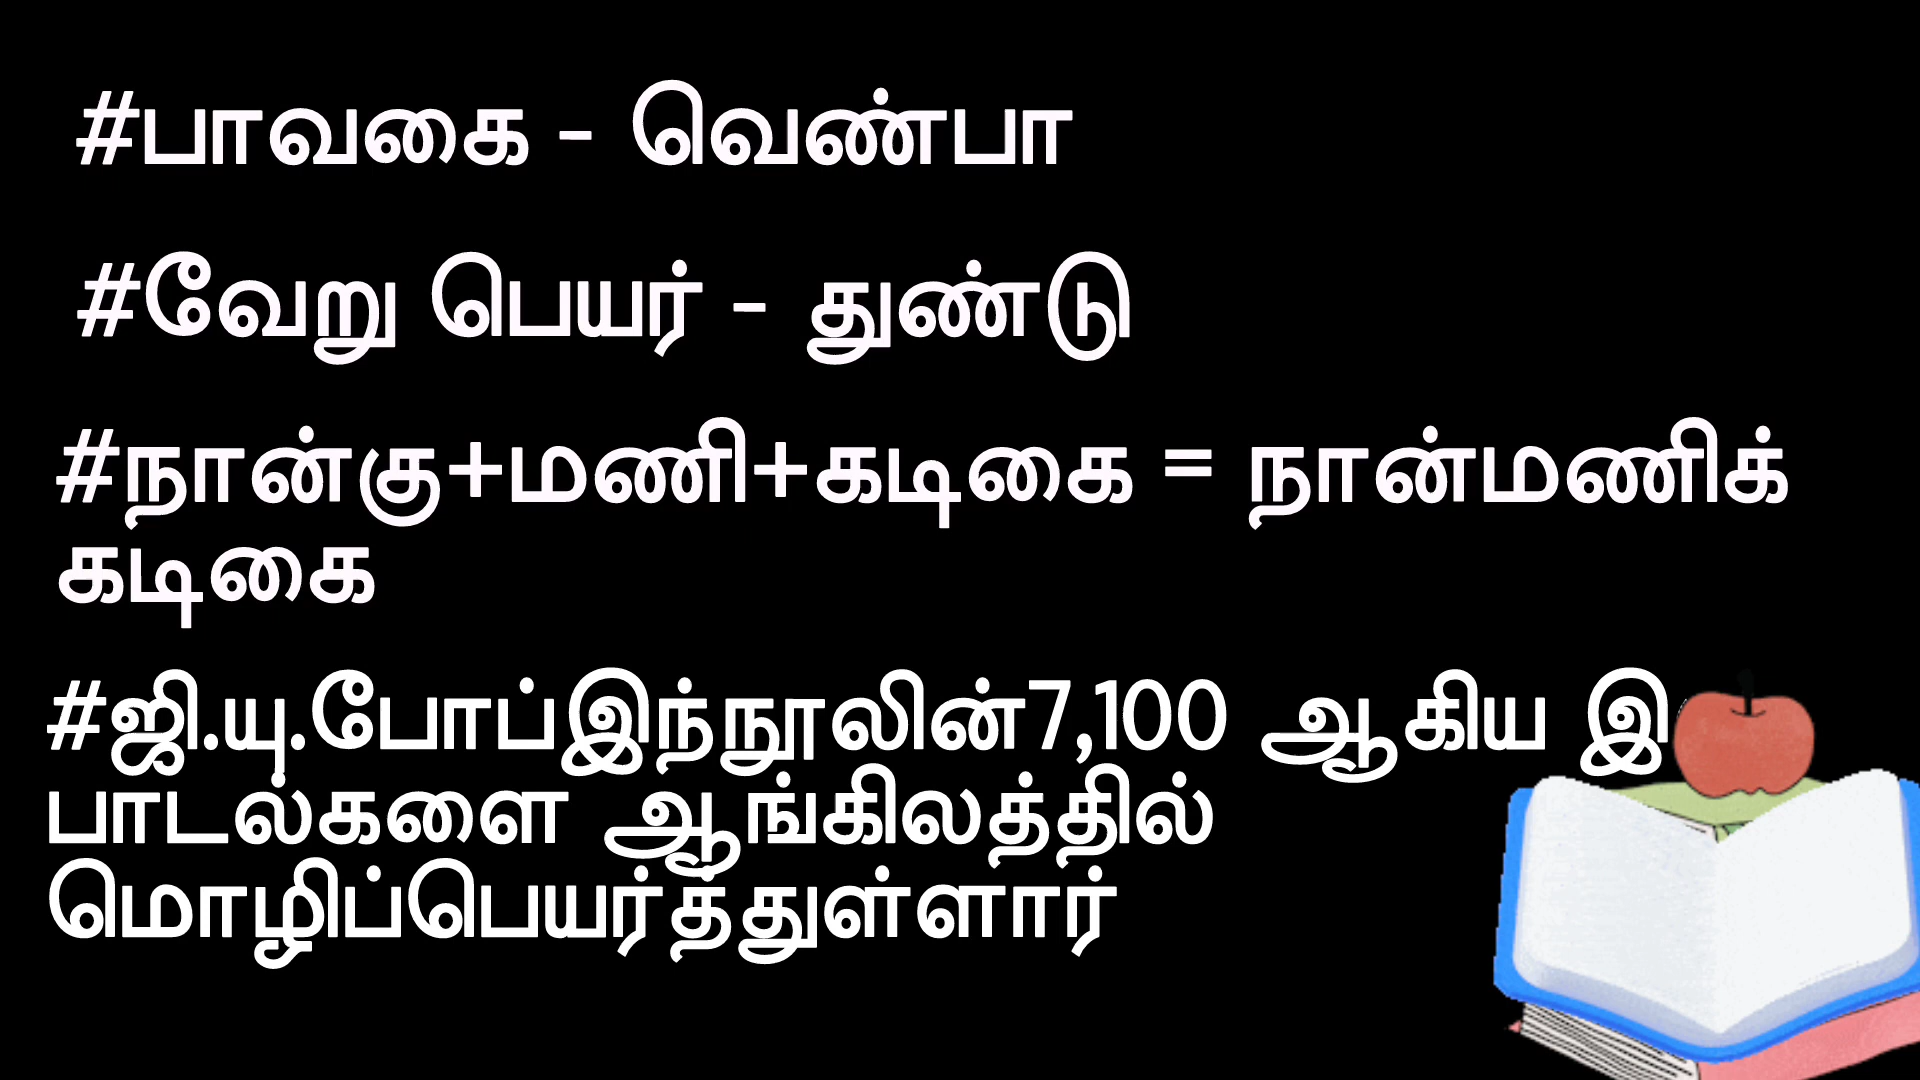 #பாவகை - வெண்பா
#வேறு பெயர் - துண்டு
#நான்கு+மணி+கடிகை = நான்மணிக்
கடிகை
#ஜி.யு.போப்இந்நூலின்7,100 ஆகிய
பாடல்களை ஆங்கிலத்தில்
மொழிப்பெயர்த்துள்ளார்